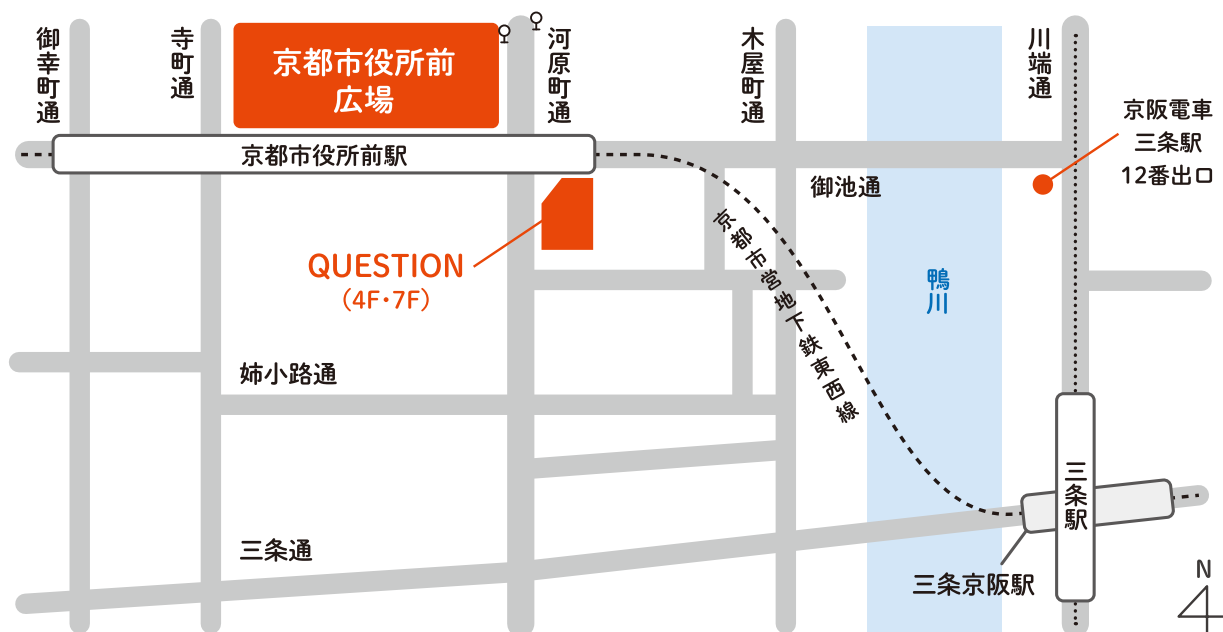 御幸町通
寺町通
京都市役所前
広場
河原町通
木屋町通
川端通
京阪電車
三条駅
12番出口
京都市役所前駅
御池通
QUESTION
(4F・7F)
京都市営地下鉄東西線
鴨川
姉小路通
三条駅
三条通
三条京阪駅
N